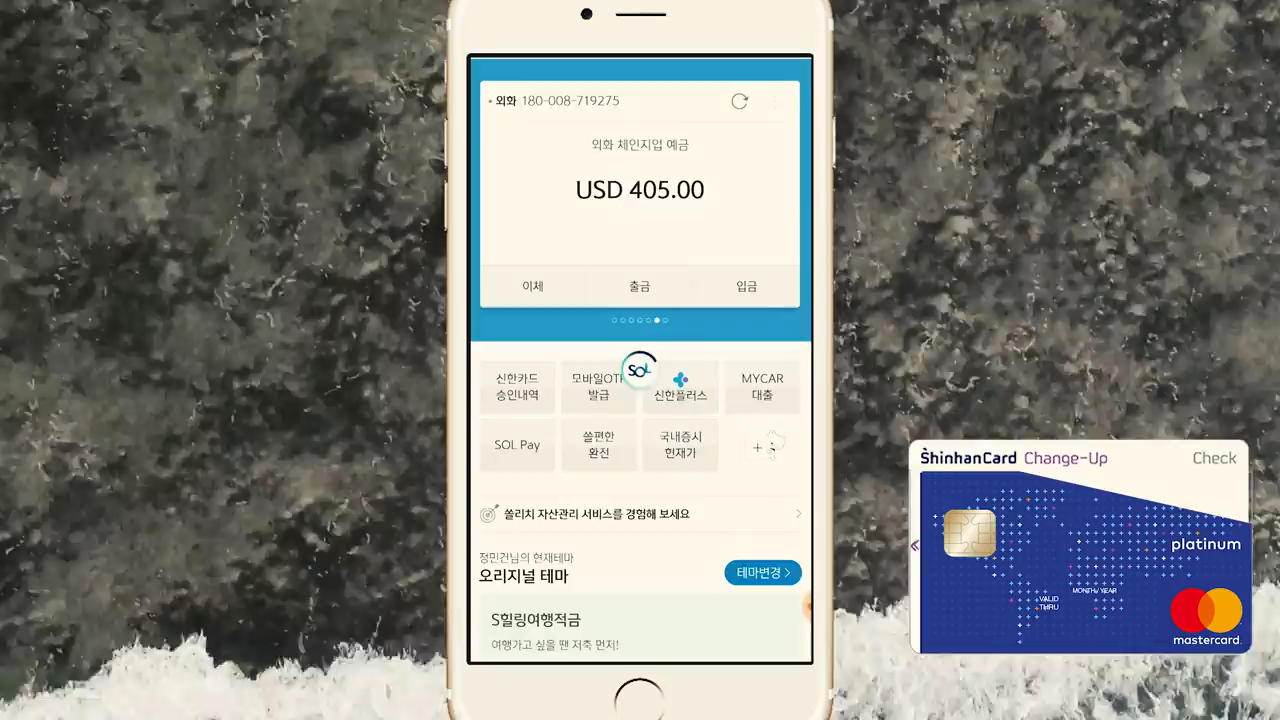 외화 180-008-719275
외화 체인지업 예금
USD 405.00
이체 출금 입금
신한카드
승인내역
모바일OTP
발급
SOL
신한플러스
MYCAR
대출
SOL Pay
쏠편한
환전
국내증시
현재가
+
쏠리치 자산관리 서비스를 경험해 보세요
정민건님의 현재테마
오리지널 테마
테마변경 >
S힐링여행적금
여행가고 싶을 땐 저축 먼저!
ShinhanCard Change-Up Check
platinum
VALID
THRU
MONTH / YEAR
mastercard.